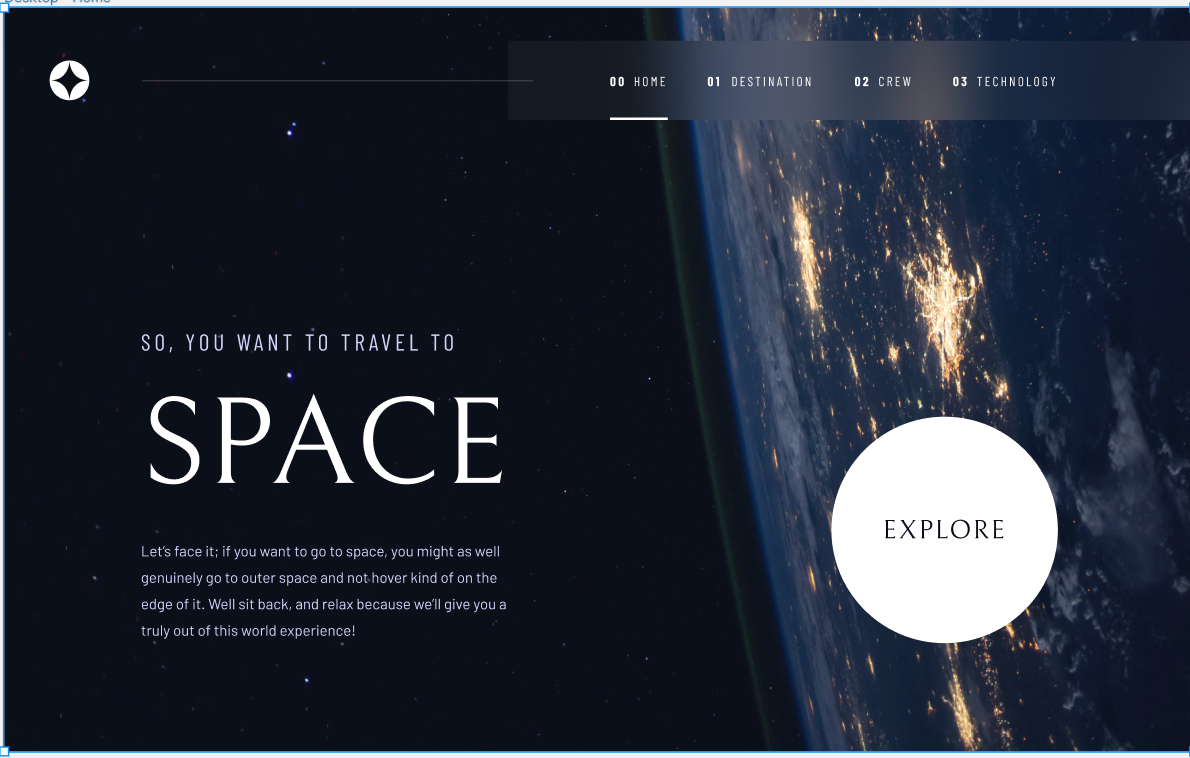 Desktop - Home
00 HOME 01 DESTINATION 02 CREW 03 TECHNOLOGY
SO, YOU WANT TO TRAVEL TO
SPACE
Let’s face it; if you want to go to space, you might as well
genuinely go to outer space and not hover kind of on the
edge of it. Well sit back, and relax because we’ll give you a
truly out of this world experience!
EXPLORE